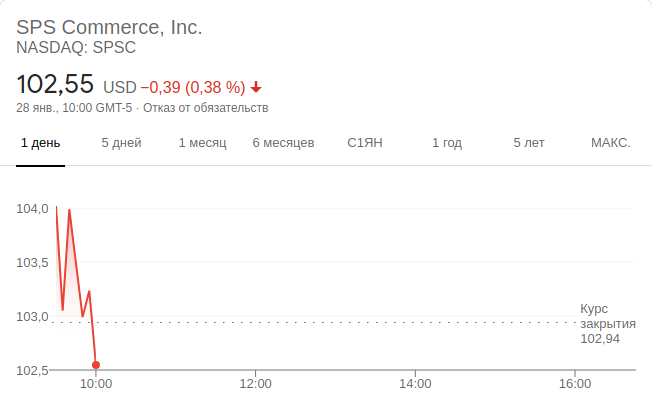 SPS Commerce, Inc.
NASDAQ: SPSC
102,55 USD −0,39 (0,38 %)
28 янв., 10:00 GMT-5 · Отказ от обязательств
1 день 5 дней 1 месяц 6 месяцев С1ЯН 1 год 5 лет МАКС.
104,0
103,5
103,0
102,5
Курс
закрытия
102,94
10:00 12:00 14:00 16:00